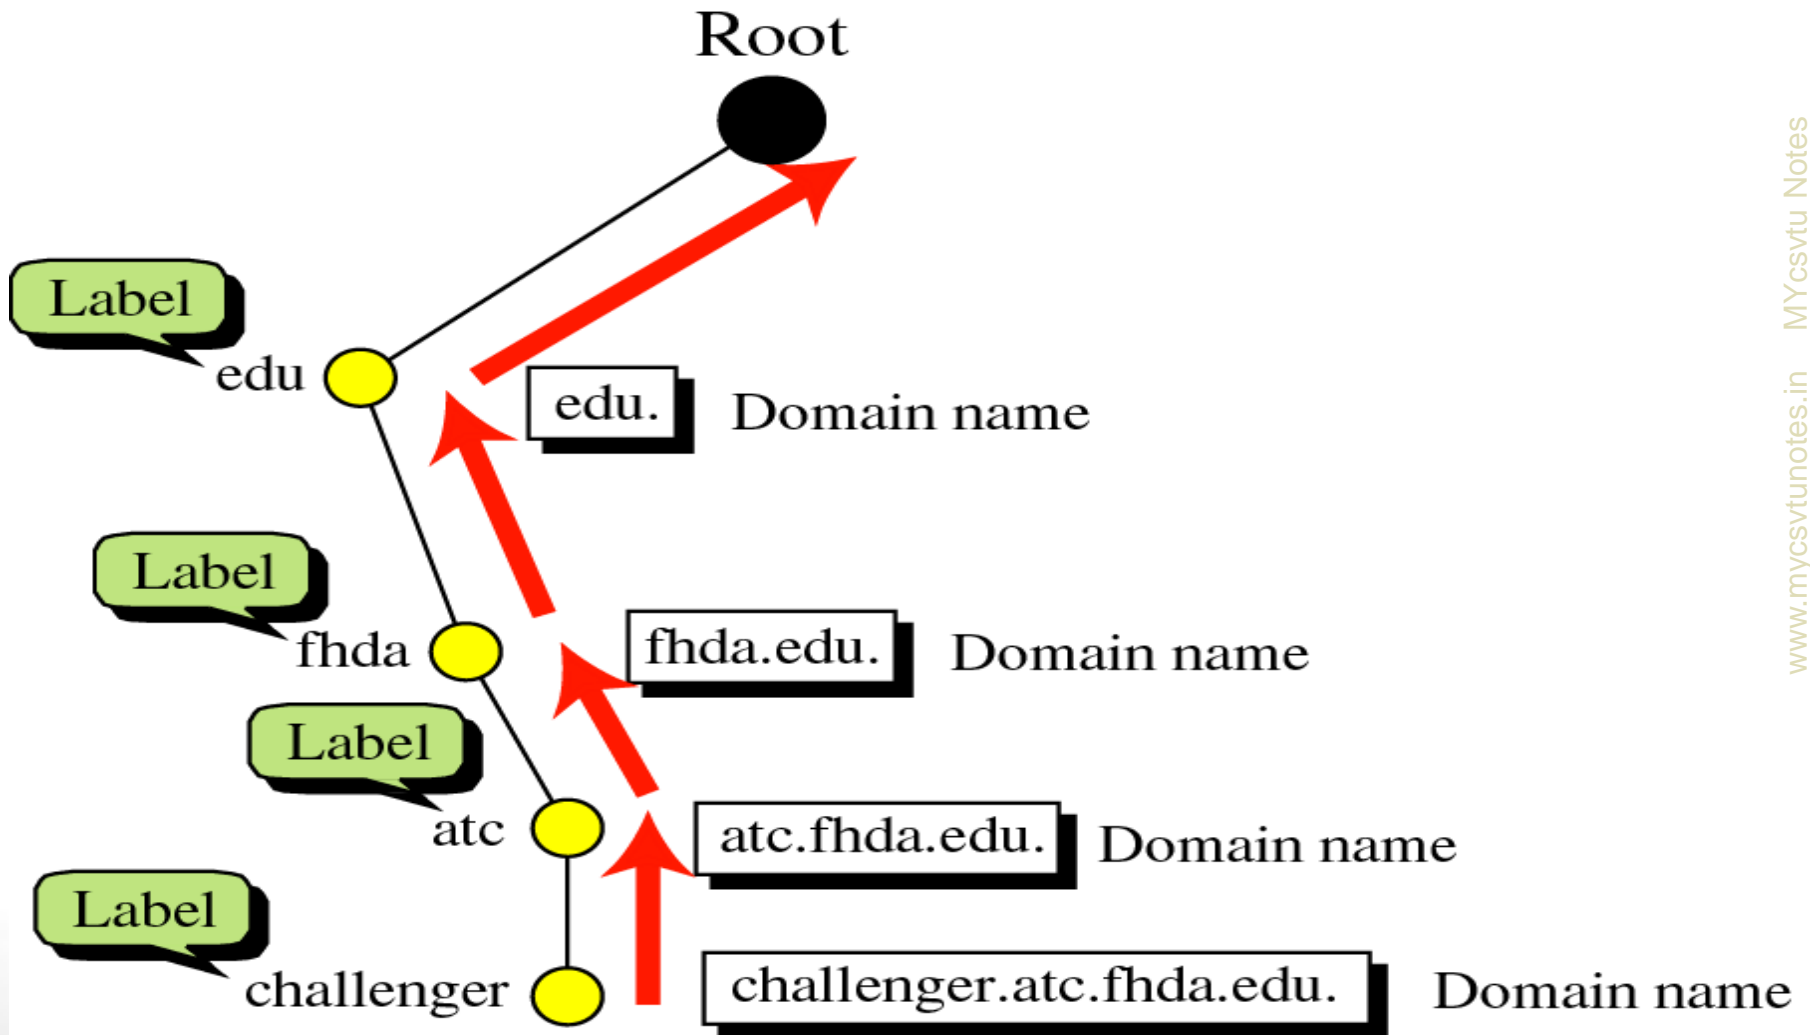 Root
Label
edu
edu.
Domain name
Label
fhda
fhda.edu.
Domain name
Label
atc
atc.fhda.edu.
Domain name
Label
challenger
challenger.atc.fhda.edu.
Domain name
www.mycsvtunotes.in MYcsvtu Notes